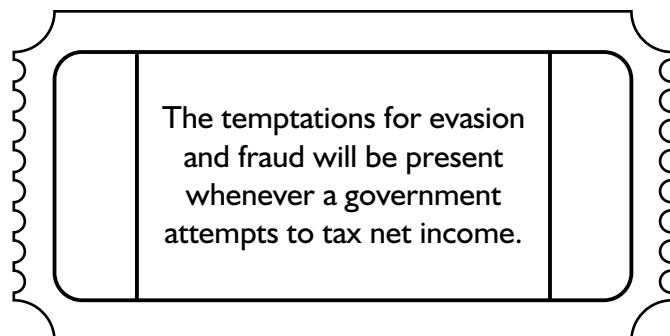 The temptations for evasion
and fraud will be present
whenever a government
attempts to tax net income.